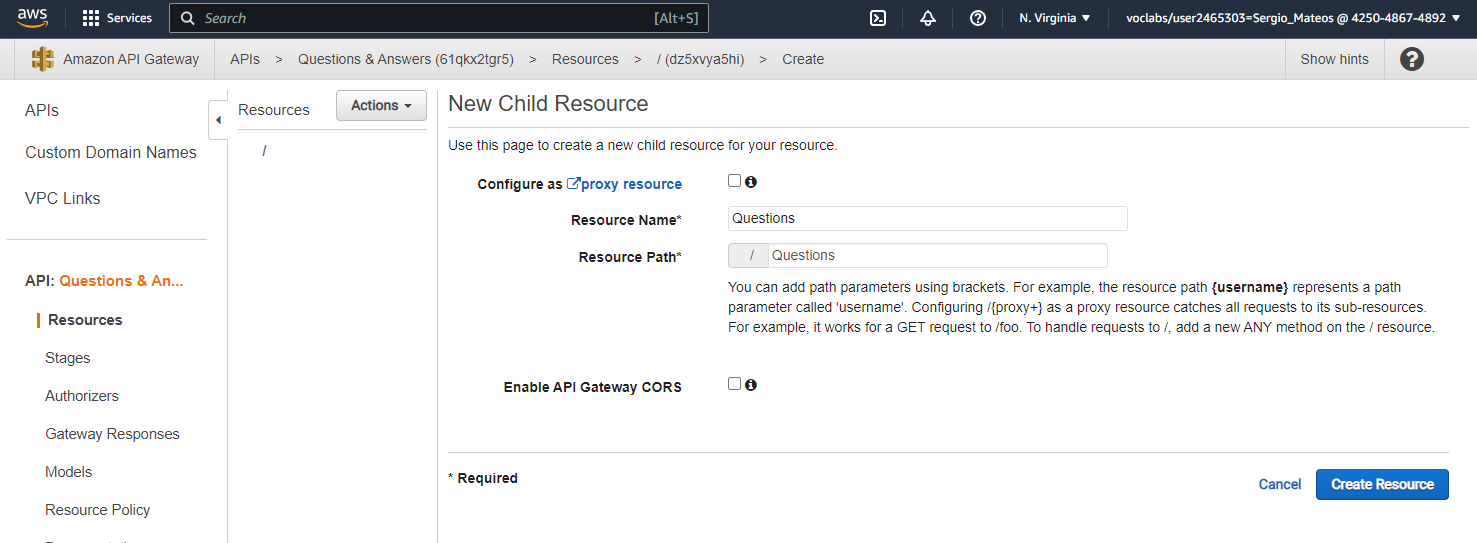 aws Services Search [Alt+S] N. Virginia voclabs/user2465303=Sergio_Mateos @ 4250-4867-4892
Amazon API Gateway APIs > Questions & Answers (61qkx2tgr5) > Resources > / (dz5xvya5hi) > Create Show hints
APIs
Custom Domain Names
VPC Links
API: Questions & An...
Resources
Stages
Authorizers
Gateway Responses
Models
Resource Policy
Resources Actions
/
New Child Resource
Use this page to create a new child resource for your resource.
Configure as proxy resource
Resource Name* Questions
Resource Path* / Questions
You can add path parameters using brackets. For example, the resource path {username} represents a path
parameter called 'username'. Configuring /{proxy+} as a proxy resource catches all requests to its sub-resources.
For example, it works for a GET request to /foo. To handle requests to /, add a new ANY method on the / resource.
Enable API Gateway CORS
* Required
Cancel Create Resource